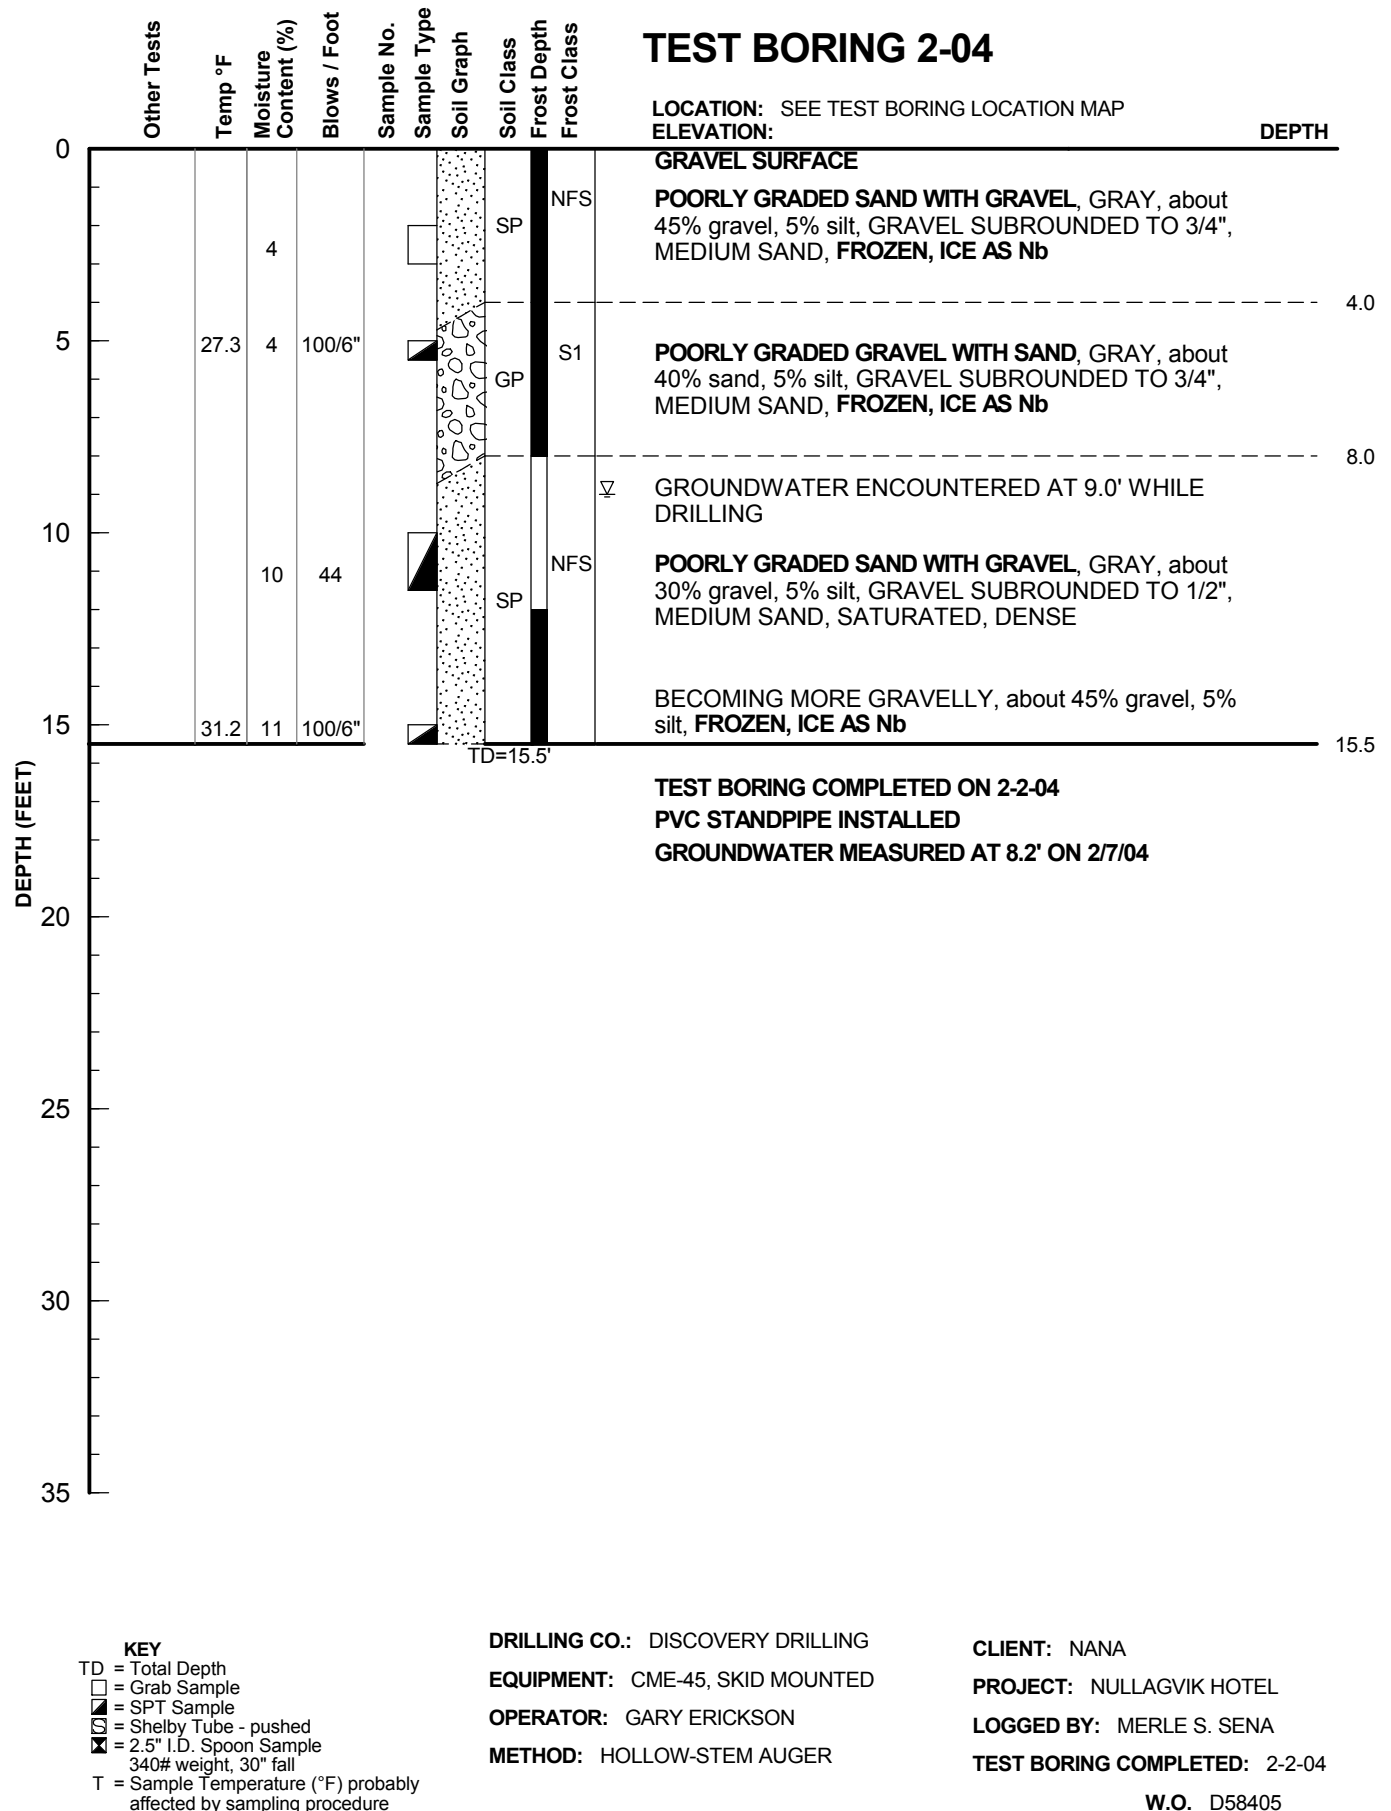 TEST BORING 2-04
Other Tests
Temp °F
Moisture
Content (%)
Blows / Foot
Sample No.
Sample Type
Soil Graph
Soil Class
Frost Depth
Frost Class
LOCATION: SEE TEST BORING LOCATION MAP
ELEVATION:
DEPTH
0
GRAVEL SURFACE
NFS
POORLY GRADED SAND WITH GRAVEL, GRAY, about
SP
45% gravel, 5% silt, GRAVEL SUBROUNDED TO 3/4",
4
MEDIUM SAND, FROZEN, ICE AS Nb
4.0
5
27.3 4 100/6"
S1
POORLY GRADED GRAVEL WITH SAND, GRAY, about
GP
40% sand, 5% silt, GRAVEL SUBROUNDED TO 3/4",
MEDIUM SAND, FROZEN, ICE AS Nb
8.0
GROUNDWATER ENCOUNTERED AT 9.0' WHILE
DRILLING
10
10 44
NFS
POORLY GRADED SAND WITH GRAVEL, GRAY, about
SP
30% gravel, 5% silt, GRAVEL SUBROUNDED TO 1/2",
MEDIUM SAND, SATURATED, DENSE
BECOMING MORE GRAVELLY, about 45% gravel, 5%
silt, FROZEN, ICE AS Nb
15
31.2 11 100/6"
15.5
TD=15.5'
TEST BORING COMPLETED ON 2-2-04
PVC STANDPIPE INSTALLED
GROUNDWATER MEASURED AT 8.2' ON 2/7/04
DEPTH (FEET)
20
25
30
35
KEY
TD = Total Depth
= Grab Sample
= SPT Sample
S = Shelby Tube - pushed
= 2.5" I.D. Spoon Sample
340# weight, 30" fall
T = Sample Temperature (°F) probably
affected by sampling procedure
DRILLING CO.: DISCOVERY DRILLING
EQUIPMENT: CME-45, SKID MOUNTED
OPERATOR: GARY ERICKSON
METHOD: HOLLOW-STEM AUGER
CLIENT: NANA
PROJECT: NULLAGVIK HOTEL
LOGGED BY: MERLE S. SENA
TEST BORING COMPLETED: 2-2-04
W.O. D58405